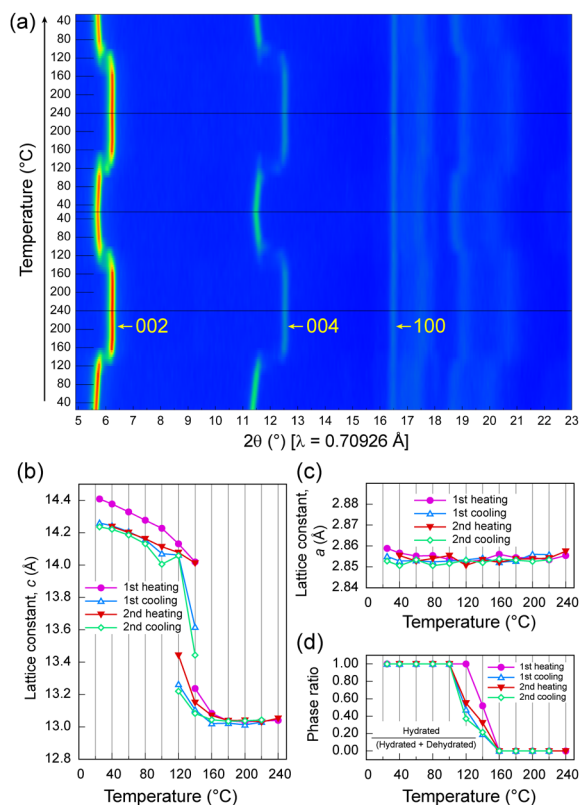 (a)
Temperature (°C)
40
80
120
160
200
240
200
160
120
80
40
80
120
160
200
240
200
160
120
80
40
002
004
100
5 6 7 8 9 10 11 12 13 14 15 16 17 18 19 20 21 22 23
2θ (°) [λ = 0.70926 Å]
(b)
Lattice constant, c (Å)
14.4
14.2
14.0
13.8
13.6
13.4
13.2
13.0
12.8
1st heating
1st cooling
2nd heating
2nd cooling
0 40 80 120 160 200 240
Temperature (°C)
(c)
Lattice constant,
a (Å)
2.88
2.87
2.86
2.85
2.84
1st heating
1st cooling
2nd heating
2nd cooling
0 40 80 120 160 200 240
Temperature (°C)
(d)
Phase ratio
1.00
0.80
0.60
0.40
0.20
0.00
1st heating
1st cooling
2nd heating
2nd cooling
Hydrated
(Hydrated + Dehydrated)
0 40 80 120 160 200 240
Temperature (°C)